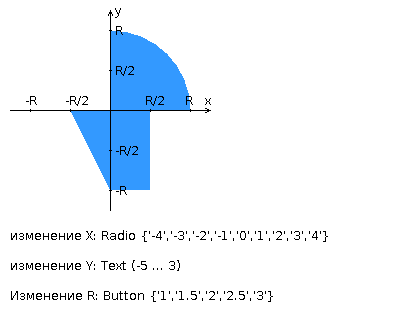 y
R
R/2
-R -R/2 R/2 R x
-R/2
-R
изменение X: Radio {'-4','-3','-2','-1','0','1','2','3','4'}
изменение Y: Text (-5 ... 3)
Изменение R: Button {'1','1.5','2','2.5','3'}